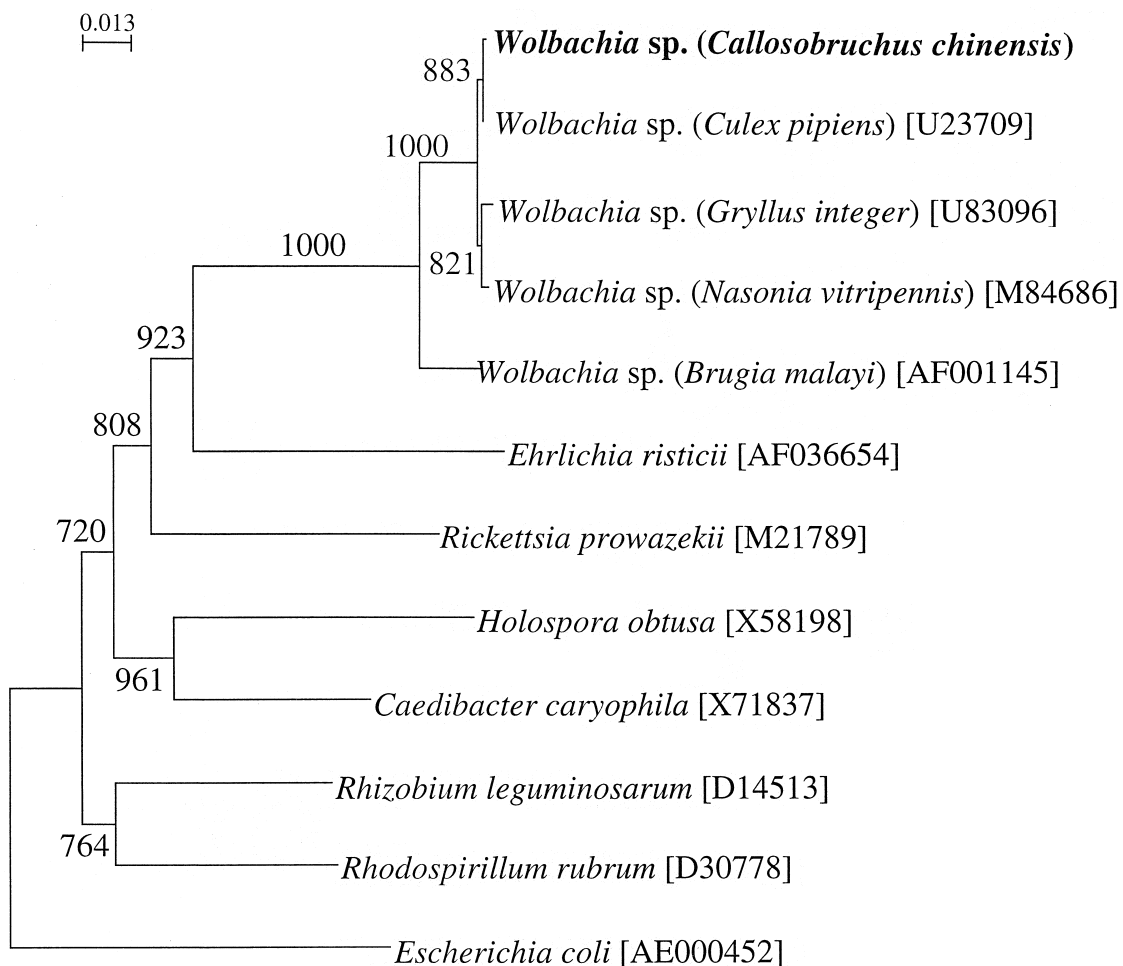 0.013
Wolbachia sp. (Callosobruchus chinensis)
883
Wolbachia sp. (Culex pipiens) [U23709]
1000
Wolbachia sp. (Gryllus integer) [U83096]
1000
821
Wolbachia sp. (Nasonia vitripennis) [M84686]
923
Wolbachia sp. (Brugia malayi) [AF001145]
808
Ehrlichia risticii [AF036654]
720
Rickettsia prowazekii [M21789]
Holospora obtusa [X58198]
961
Caedibacter caryophila [X71837]
Rhizobium leguminosarum [D14513]
764
Rhodospirillum rubrum [D30778]
Escherichia coli [AE000452]